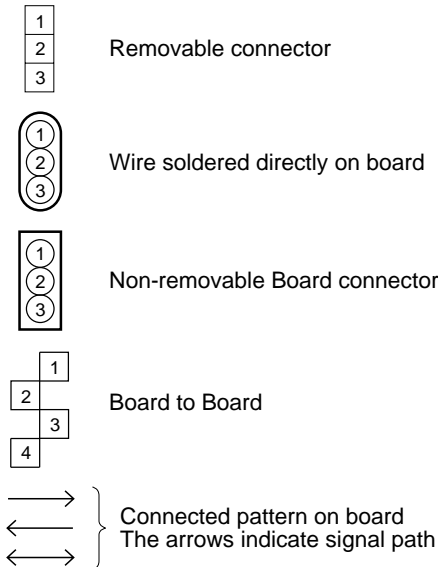 1
2
3
Removable connector
1
2
3
Wire soldered directly on board
1
2
3
Non-removable Board connector
1
2
3
4
Board to Board
Connected pattern on board
The arrows indicate signal path